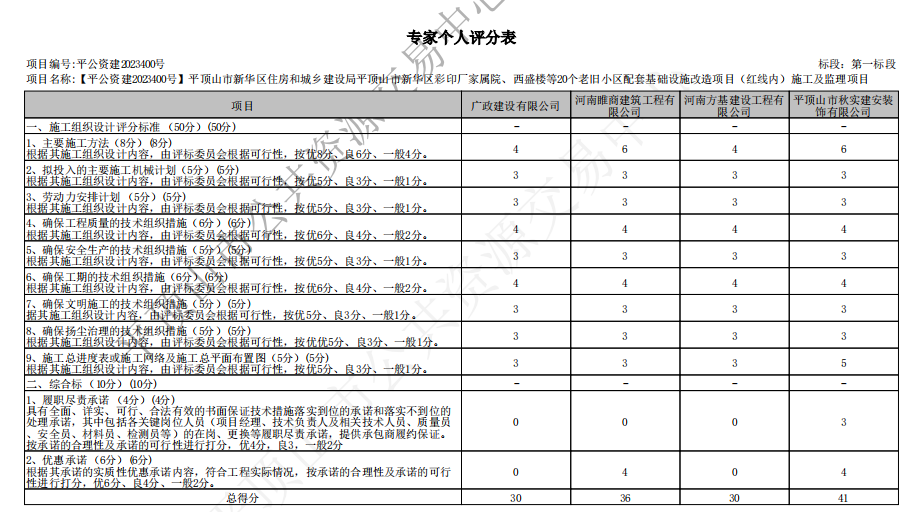 专家个人评分表
项目编号:平公资建2023400号 标段: 第一标段
项目名称:【平公资建2023400号】平顶山市新华区住房和城乡建设局平顶山市新华区彩印厂家属院、西盛楼等20个老旧小区配套基础设施改造项目（红线内）施工及监理项目
项目 广政建设有限公司 河南睢商建筑工程有限公司 河南方基建设工程有限公司 平顶山市秋实建安装饰有限公司
一、施工组织设计评分标准 （50分）(50分) - - - -
1、主要施工方法（8分）(8分)
根据其施工组织设计内容，由评标委员会根据可行性，按优8分、良6分、一般4分。 4 6 4 6
2、拟投入的主要施工机械计划（5分）(5分)
根据其施工组织设计内容，由评标委员会根据可行性，按优5分、良3分、一般1分。 3 3 3 3
3、劳动力安排计划 （5分）(5分)
根据其施工组织设计内容，由评标委员会根据可行性，按优5分、良3分、一般1分。 3 3 3 3
4、确保工程质量的技术组织措施（6分）(6分)
根据其施工组织设计内容，由评标委员会根据可行性，按优6分、良4分、一般2分。 4 4 4 4
5、确保安全生产的技术组织措施（5分）(5分)
根据其施工组织设计内容，由评标委员会根据可行性，按优5分、良3分、一般1分。 3 3 3 3
6、确保工期的技术组织措施（6分）(6分)
根据其施工组织设计内容，由评标委员会根据可行性，按优6分、良4分、一般2分。 4 4 4 4
7、确保文明施工的技术组织措施（5分）(5分)
据其施工组织设计内容，由评标委员会根据可行性，按优5分、良3分、一般1分。 3 3 3 3
8、确保扬尘治理的技术组织措施（5分）(5分)
根据其施工组织设计内容，由评标委员会根据可行性，按优优5分、良3分、一般1分。 3 3 3 3
9、施工总进度表或施工网络及施工总平面布置图（5分）(5分)
根据其施工组织设计内容，由评标委员会根据可行性，按优5分、良3分、一般1分。 3 3 3 5
二、综合标（10分）(10分) - - - -
1、履职尽责承诺 （4分）(4分)
具有全面、详实、可行、合法有效的书面保证技术措施落实到位的承诺和落实不到位的
处理承诺，其中包括各关键岗位人员（项目经理、技术负责人及相关技术人员、质量员
、安全员、材料员、检测员等）的在岗、更换等履职尽责承诺，提供承包商履约保证。
按承诺的合理性及承诺的可行性进行打分，优4分，良3，一般2分 0 0 0 3
2、优惠承诺（6分）(6分)
根据其承诺的实质性优惠承诺内容，符合工程实际情况，按承诺的合理性及承诺的可行
性进行打分，优6分、良4分、一般2分。 0 4 0 4
总得分 30 36 30 41
平顶山市公共资源交易中心
平顶山市公共资源交易中心